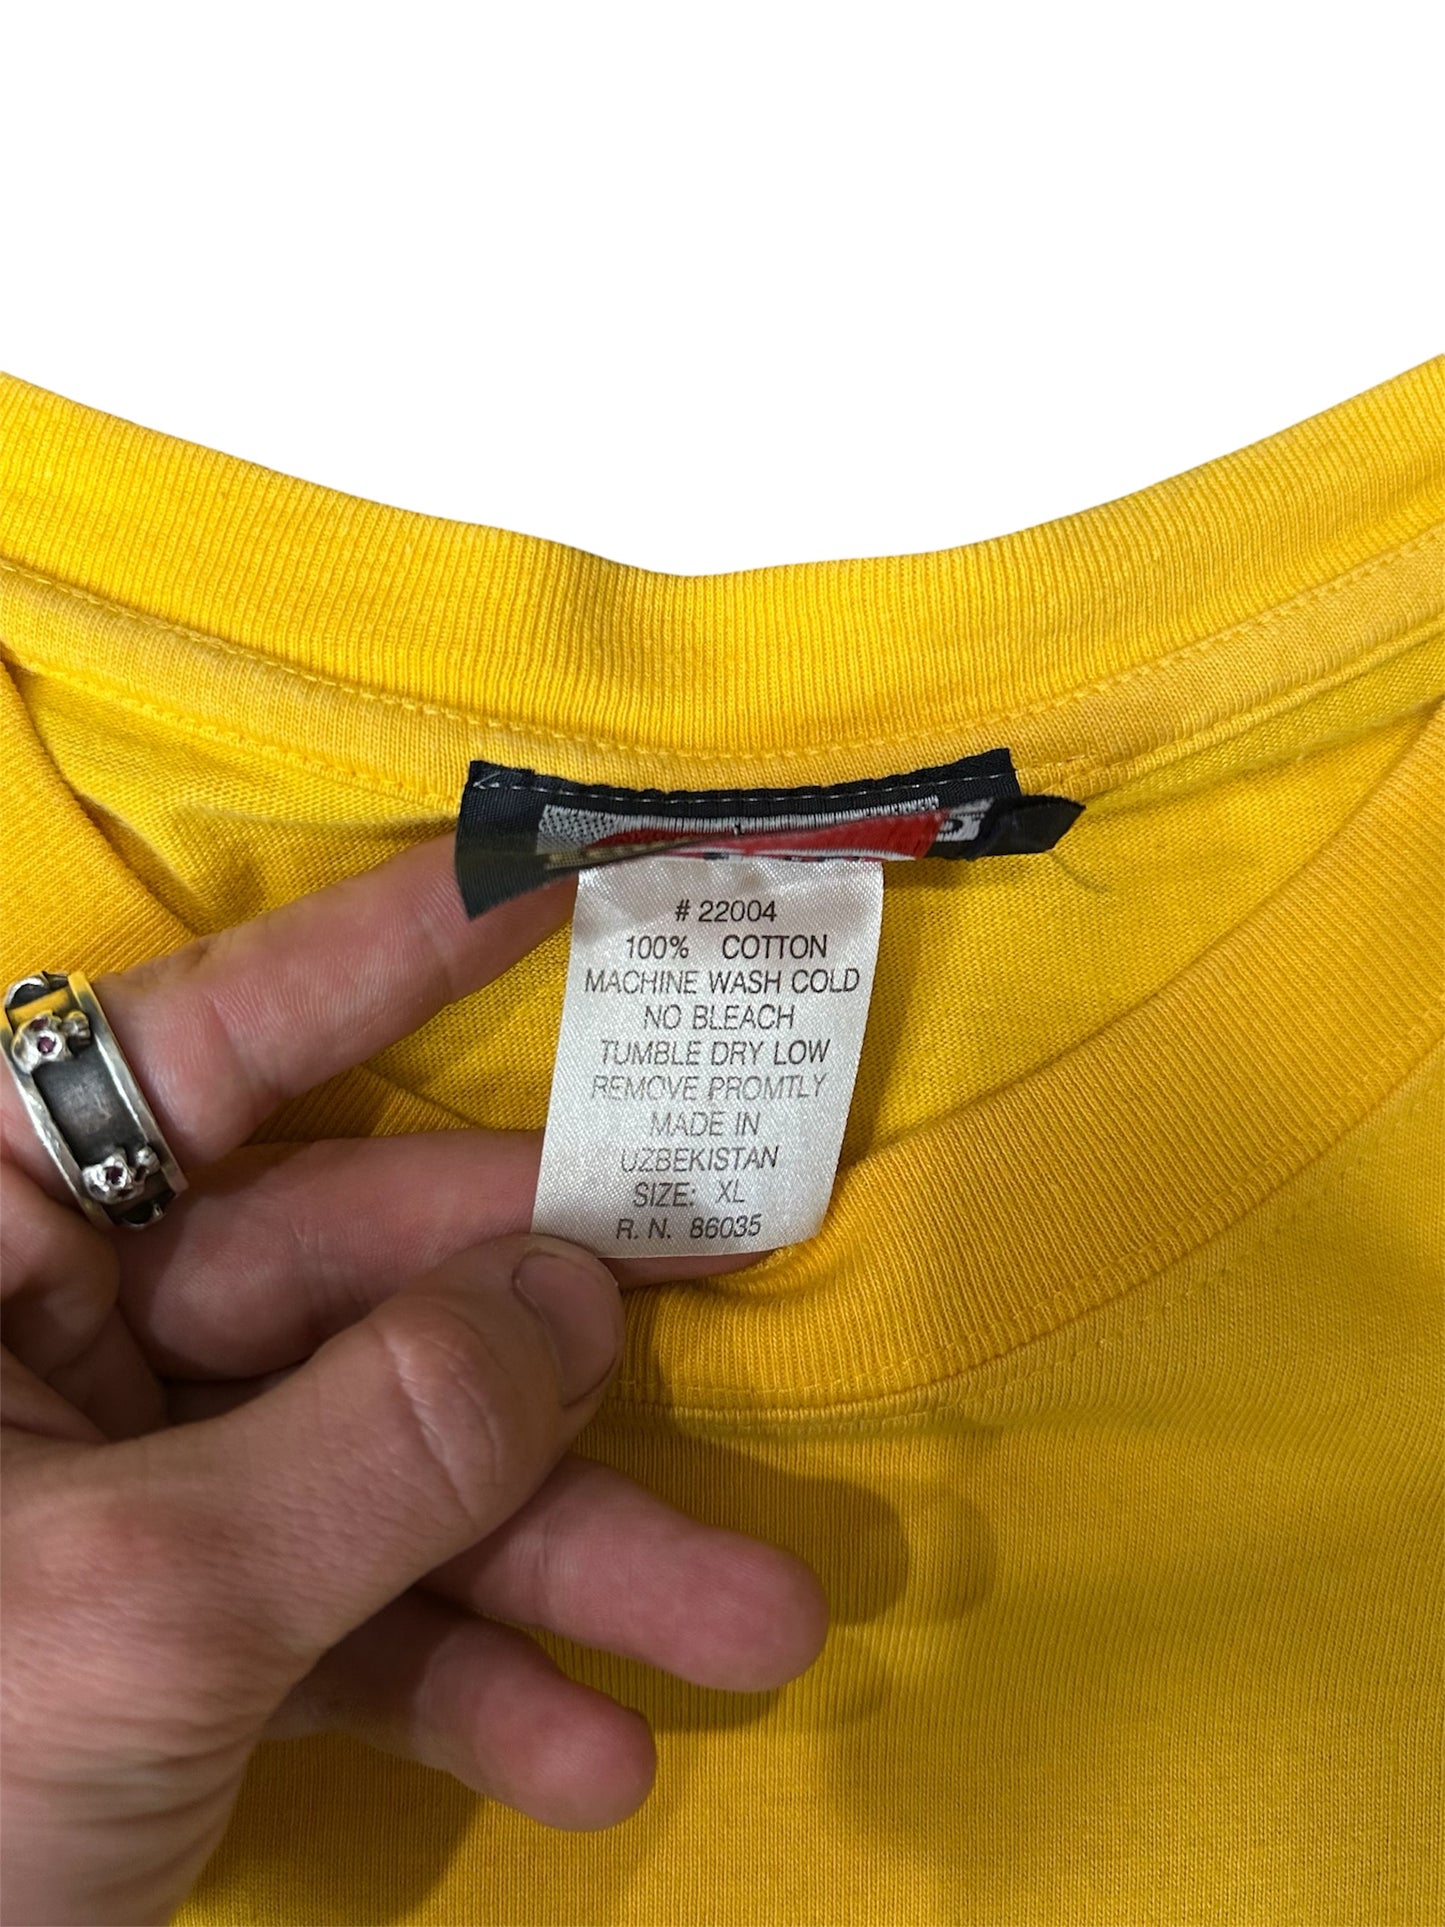 # 22004
100% COTTON
MACHINE WASH COLD
NO BLEACH
TUMBLE DRY LOW
REMOVE PROMTLY
MADE IN
UZBEKISTAN
SIZE: XL
R. N. 86035